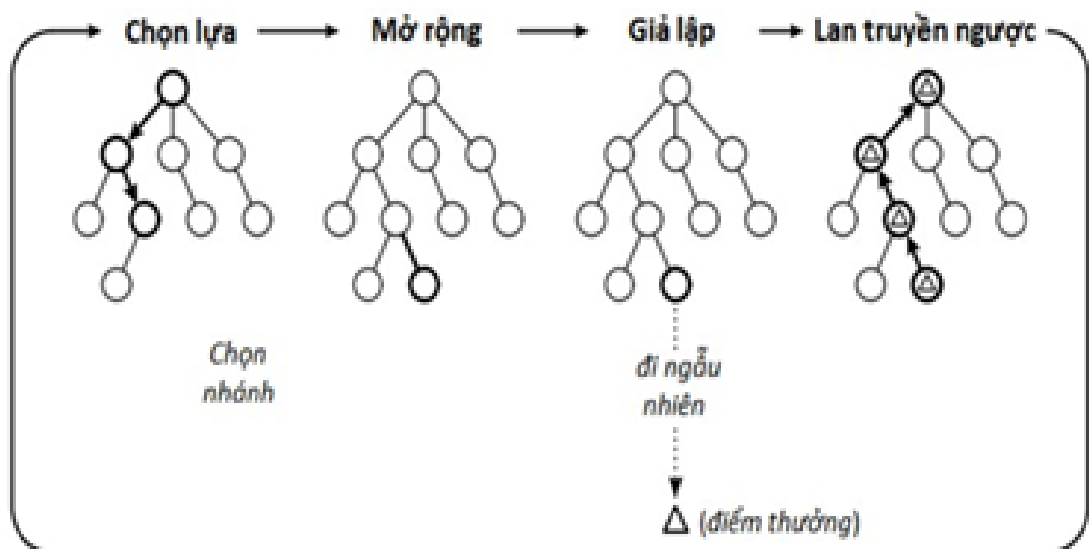 Chọn lựa
Mở rộng
Giả lập
Lan truyền ngược
Chọn
nhánh
đi ngẫu
nhiên
Δ (điểm thưởng)